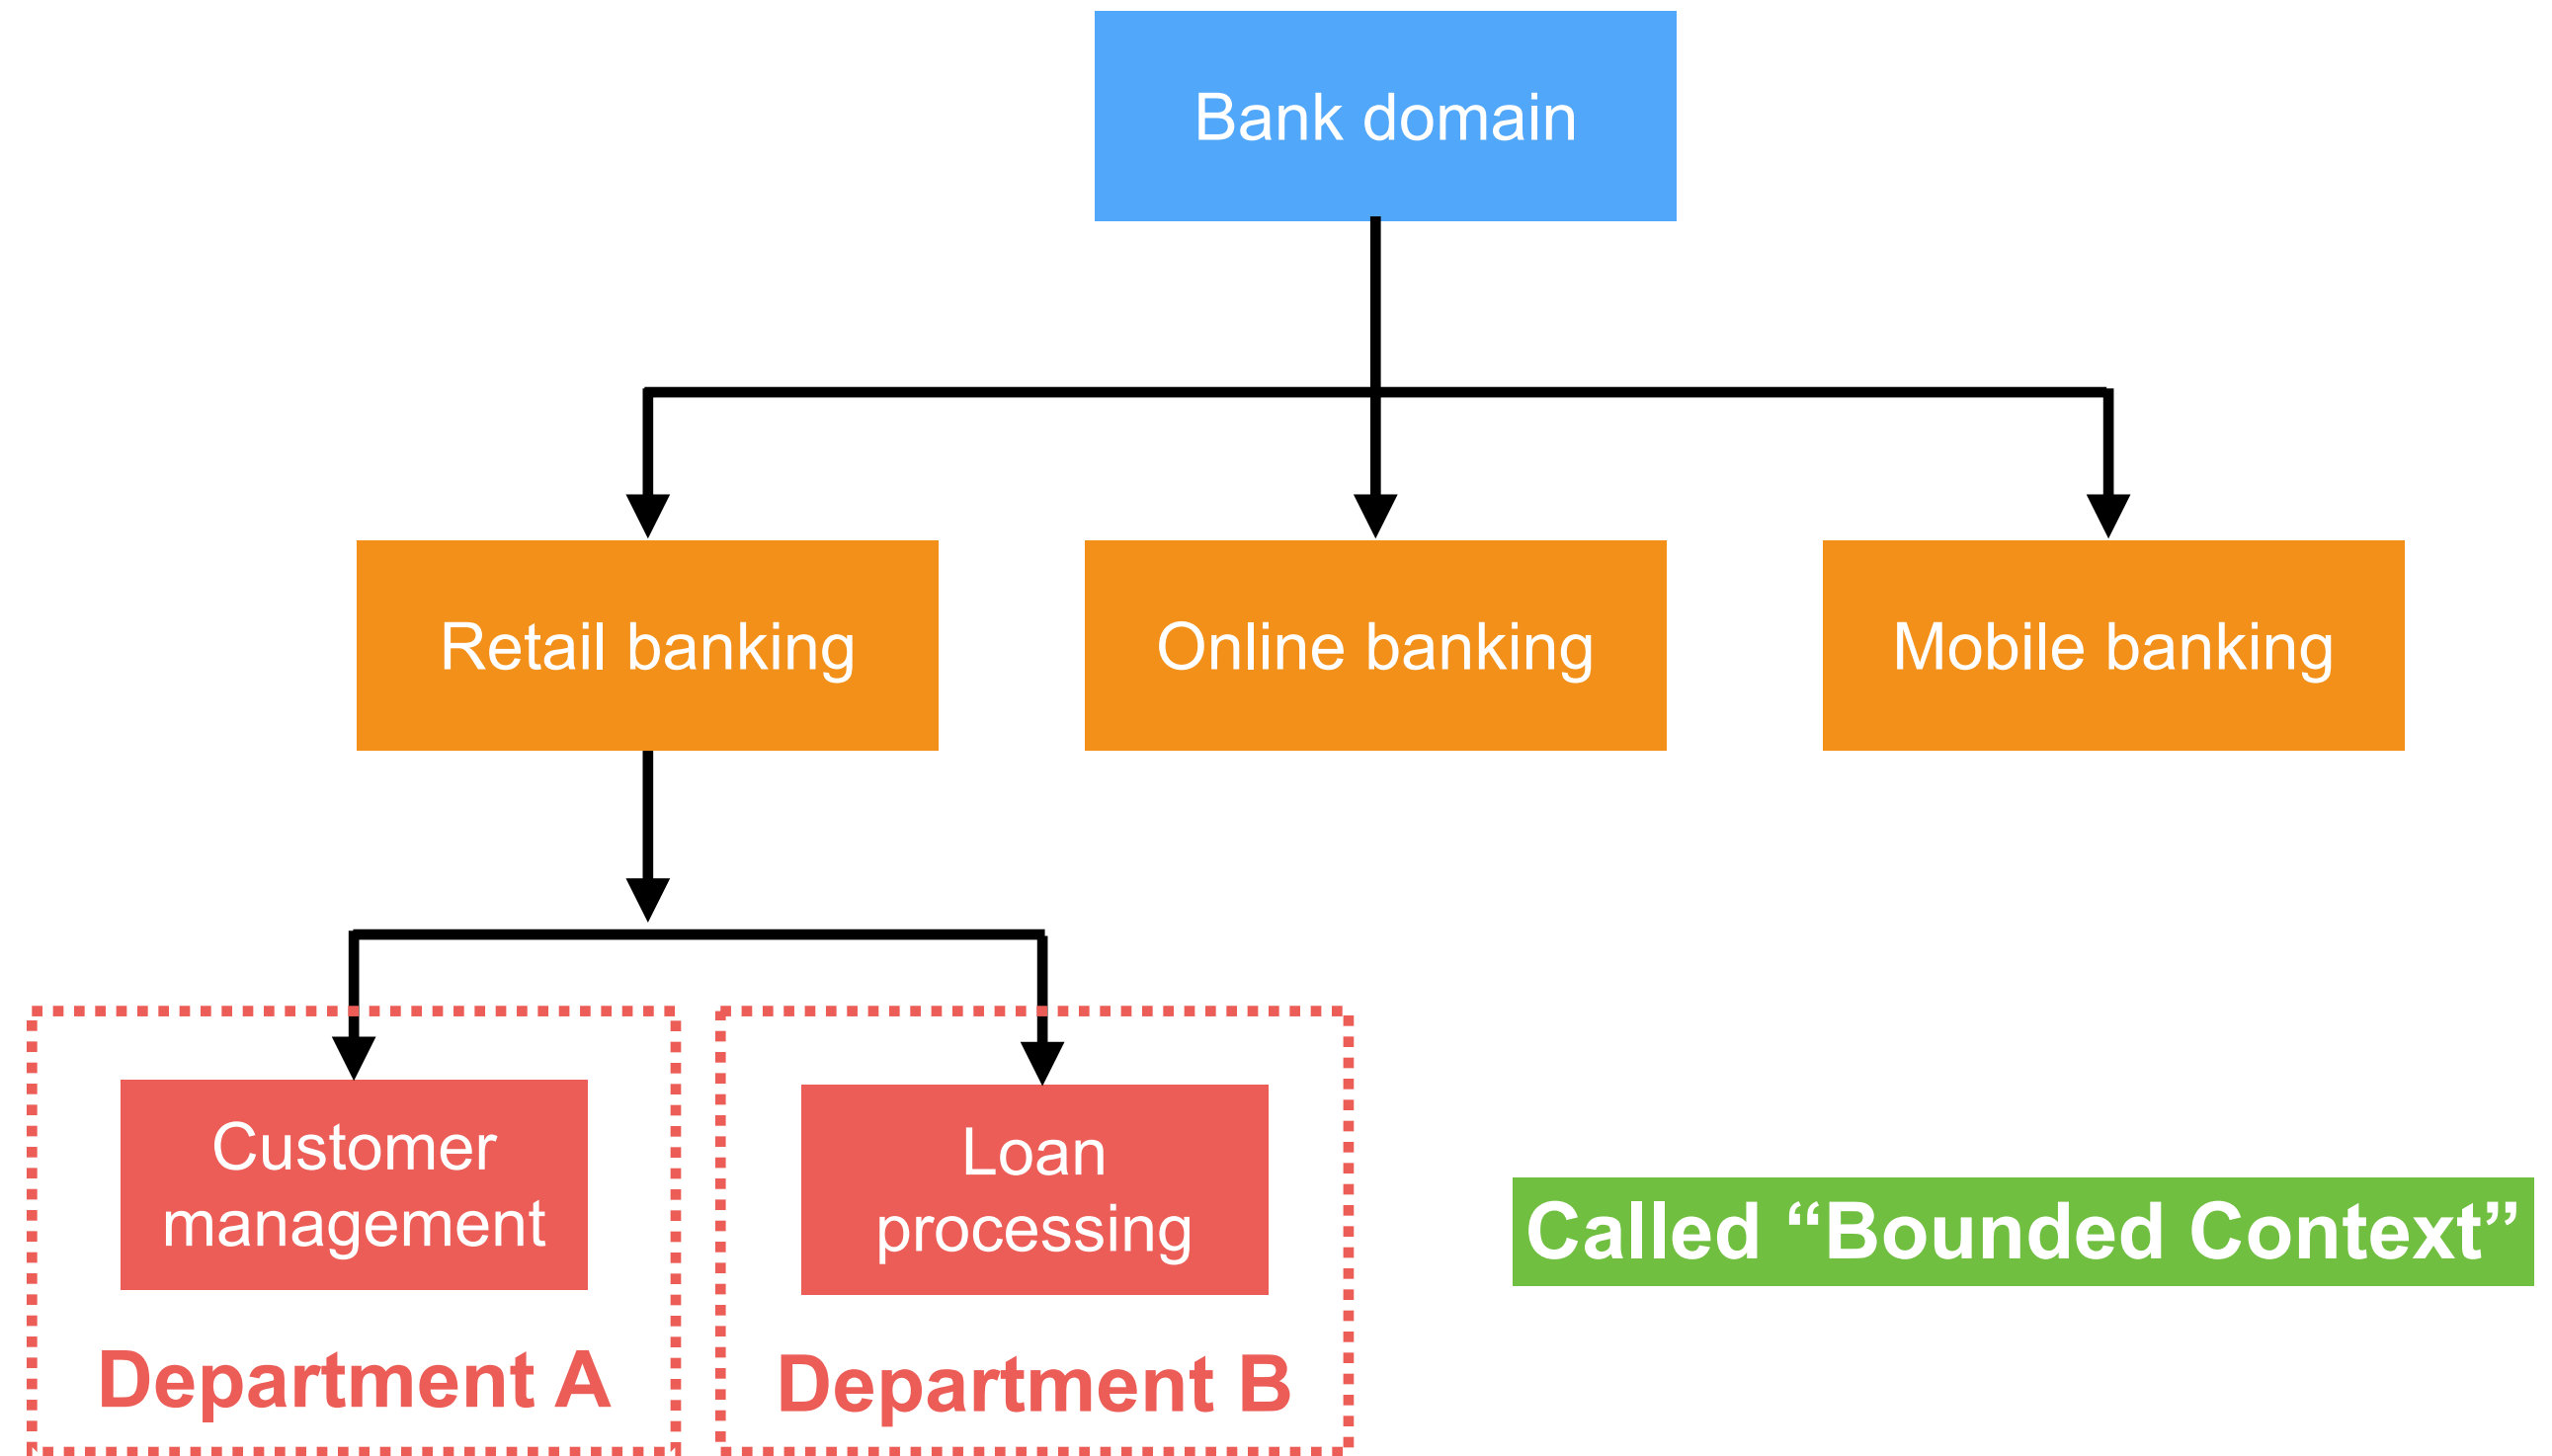 Bank domain
Retail banking
Online banking
Mobile banking
Customer
management
Loan
processing
Called “Bounded Context”
Department A
Department B